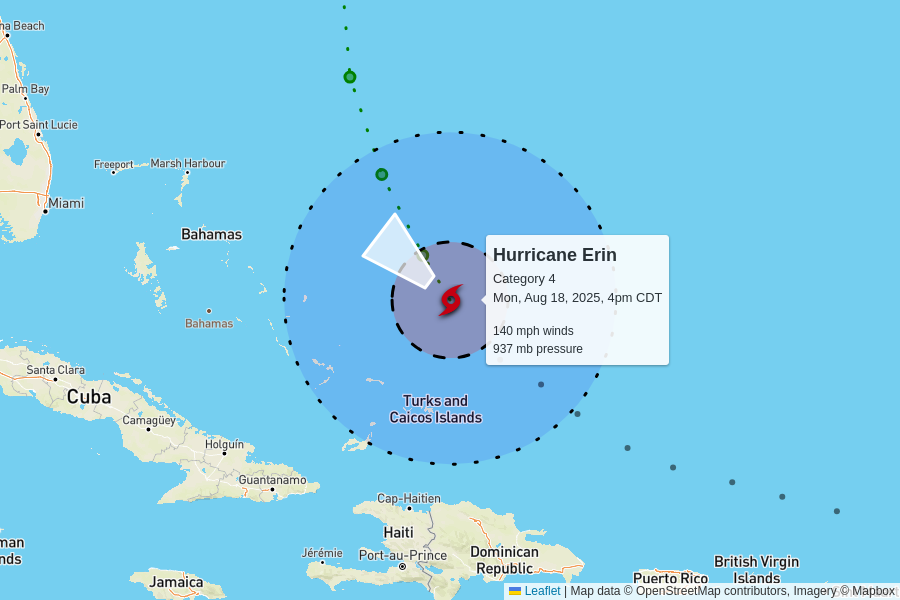 na Beach
Palm Bay
Port Saint Lucie
Freeport
Marsh Harbour
Miami
Bahamas
Hurricane Erin
Category 4
Mon, Aug 18, 2025, 4pm CDT
140 mph winds
937 mb pressure
Bahamas
Santa Clara
Cuba
Camagüey
Turks and
Caicos Islands
Holguín
Guantanamo
Cap-Haïtien
Haiti
man
nds
Jérémie
Port-au-Prince
Dominican
Republic
British Virgin
Islands
Jamaica
Puerto Rico
Leaflet | Map data © OpenStreetMap contributors, Imagery © Mapbox